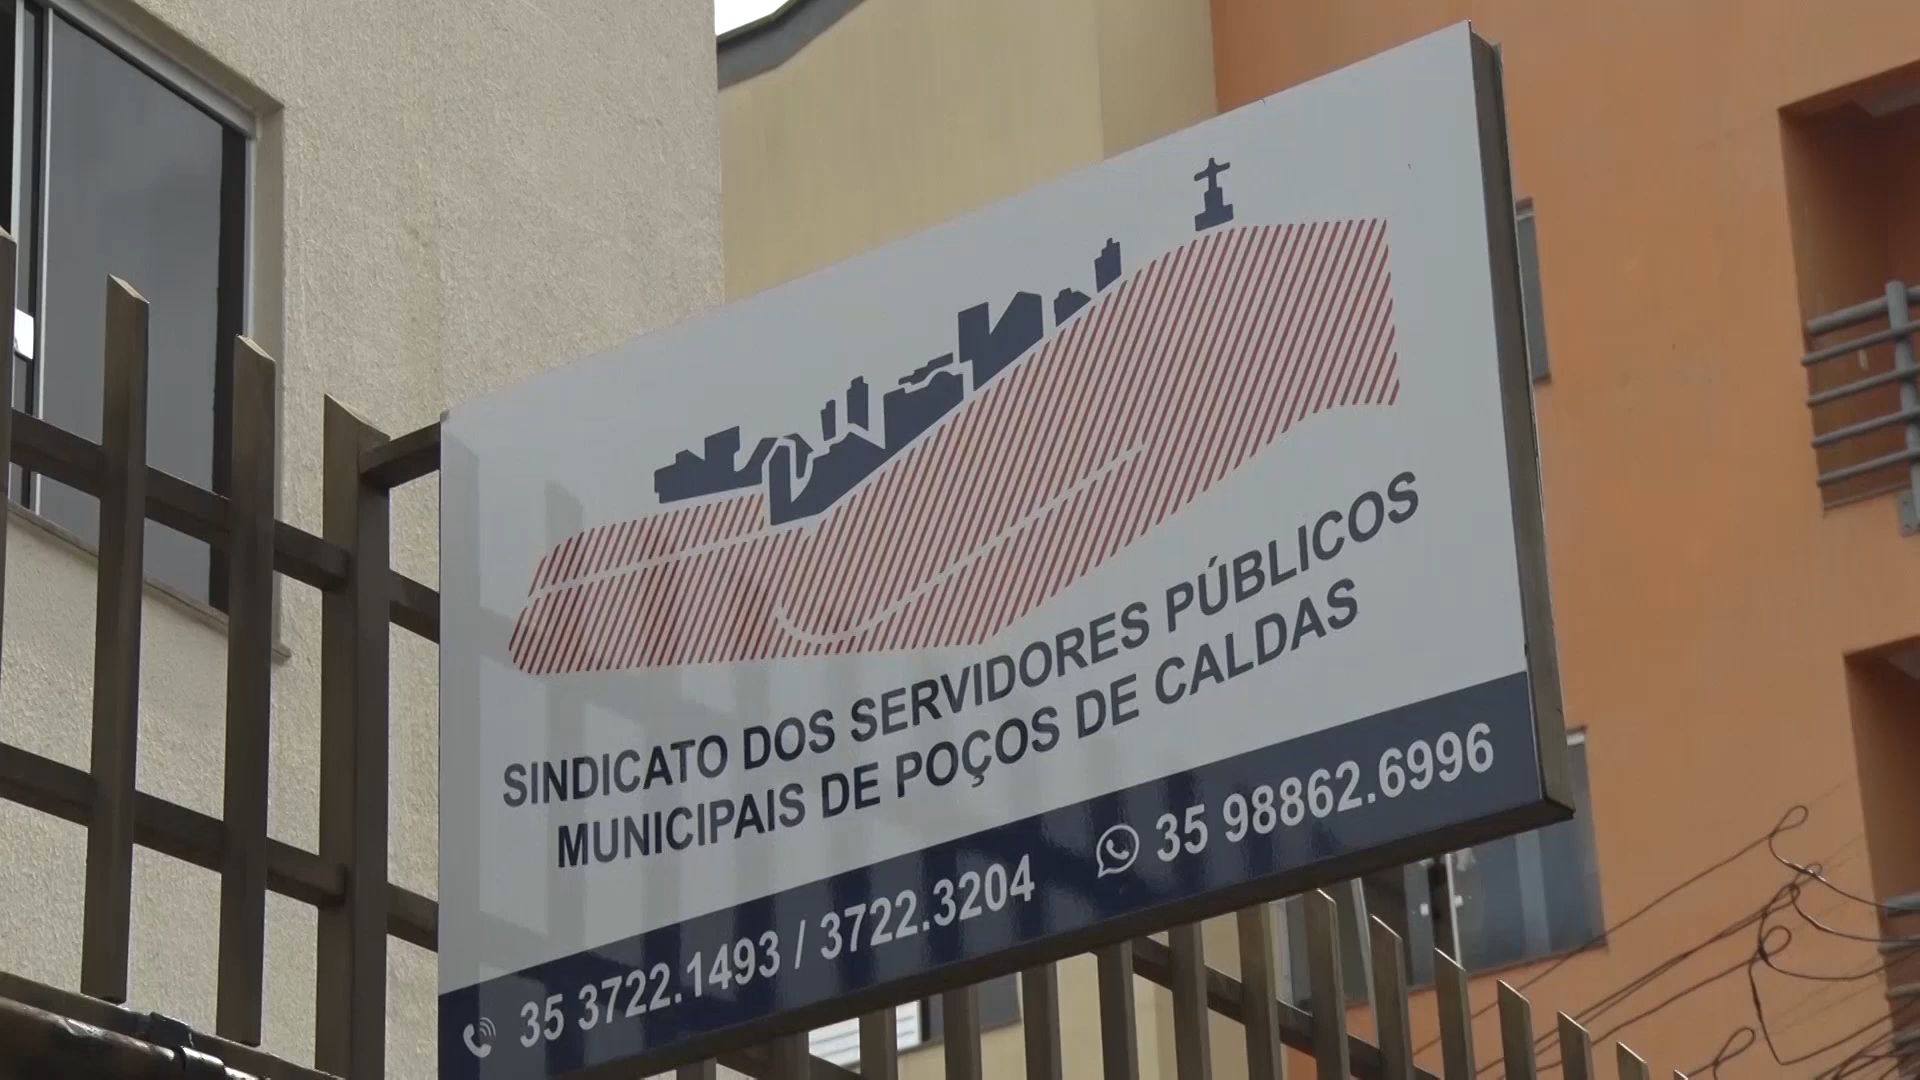 SINDICATO DOS SERVIDORES PÚBLICOS
MUNICIPAIS DE POÇOS DE CALDAS
35 3722.1493 / 3722.3204 35 98862.6996